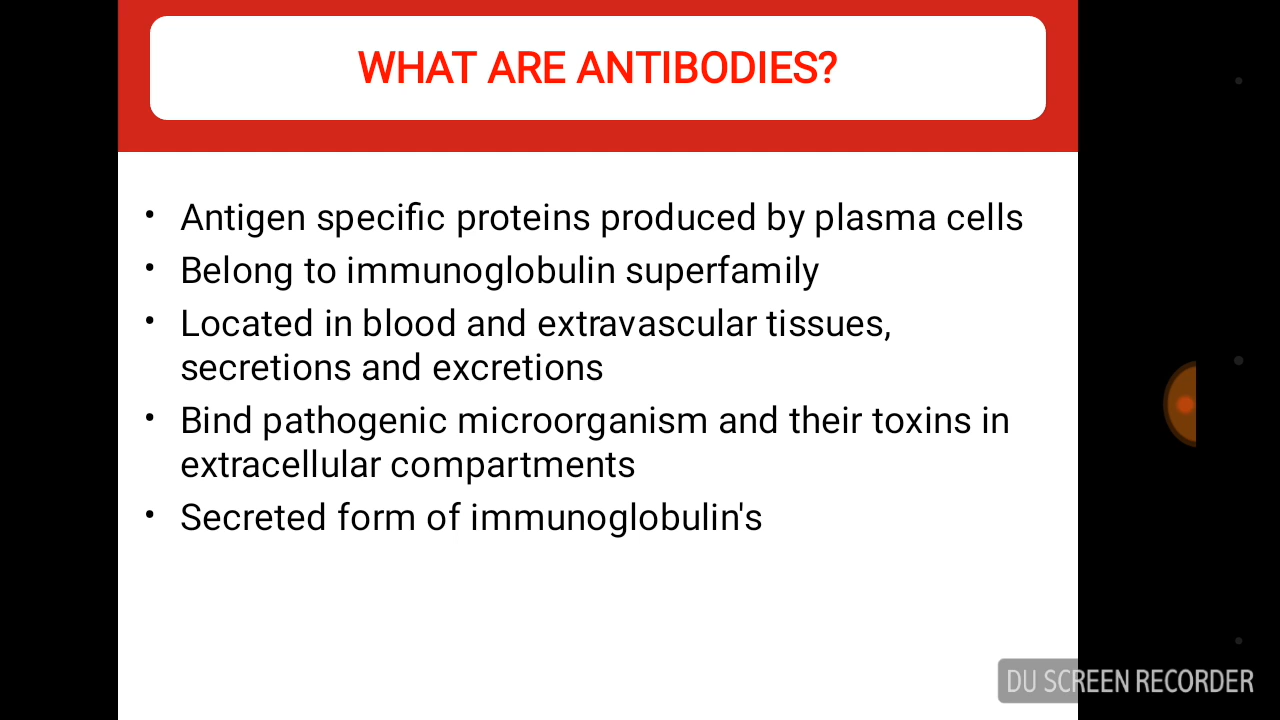 WHAT ARE ANTIBODIES?
• Antigen specific proteins produced by plasma cells
• Belong to immunoglobulin superfamily
• Located in blood and extravascular tissues,
secretions and excretions
• Bind pathogenic microorganism and their toxins in
extracellular compartments
• Secreted form of immunoglobulin's
DU SCREEN RECORDER